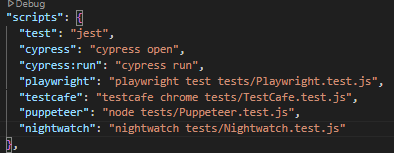 Debug
"scripts": {
"test": "jest",
"cypress": "cypress open",
"cypress:run": "cypress run",
"playwright": "playwright test tests/Playwright.test.js",
"testcafe": "testcafe chrome tests/TestCafe.test.js",
"puppeteer": "node tests/Puppeteer.test.js",
"nightwatch": "nightwatch tests/Nightwatch.test.js"
},